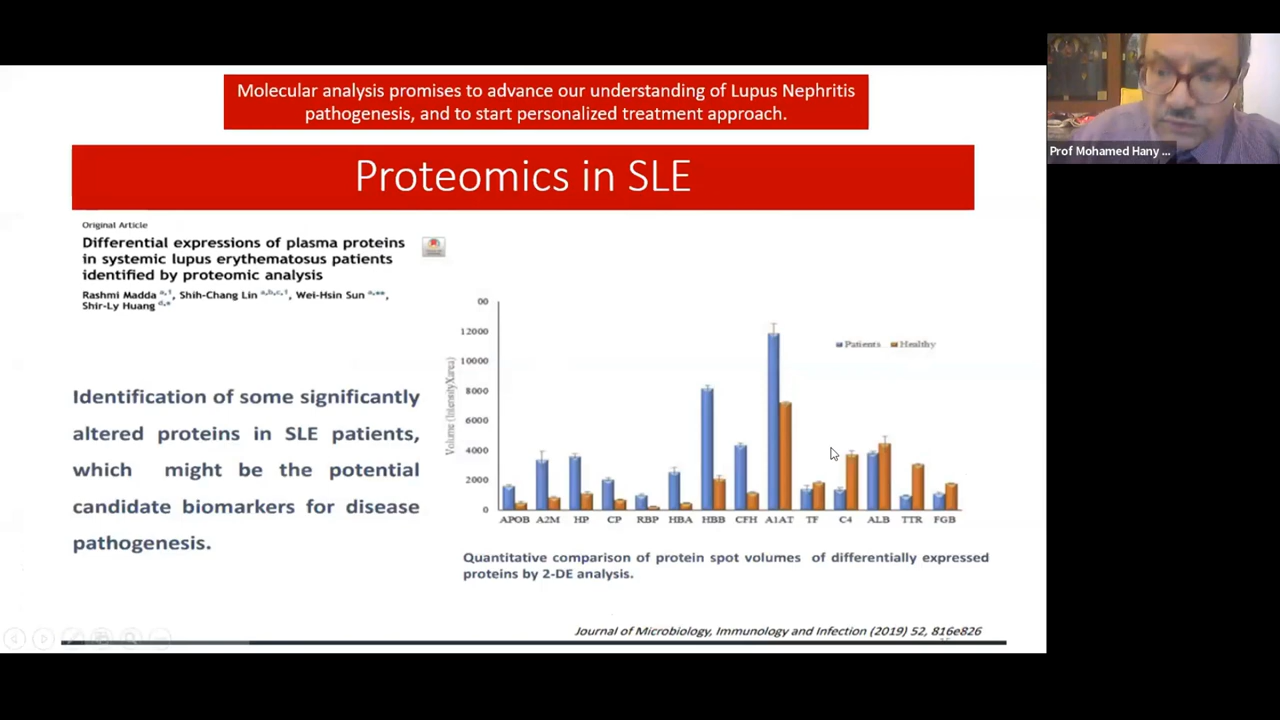 Molecular analysis promises to advance our understanding of Lupus Nephritis
pathogenesis, and to start personalized treatment approach.
Prof Mohamed Hany ...
Proteomics in SLE
Original Article
Differential expressions of plasma proteins
in systemic lupus erythematosus patients
identified by proteomic analysis
Rashmi Madda a,1, Shih-Chang Lin a,b,c,1, Wei-Hsin Sun a,**,
Shir-Ly Huang d,*
Identification of some significantly
altered proteins in SLE patients,
which might be the potential
candidate biomarkers for disease
pathogenesis.
00
12000
10000
8000
6000
4000
2000
0
Volume (IntensityXarea)
Patients Healthy
APOB A2M HP CP RBP HBA HBB CFH A1AT TF C4 ALB TTR FGB
Quantitative comparison of protein spot volumes of differentially expressed
proteins by 2-DE analysis.
Journal of Microbiology, Immunology and Infection (2019) 52, 816e826